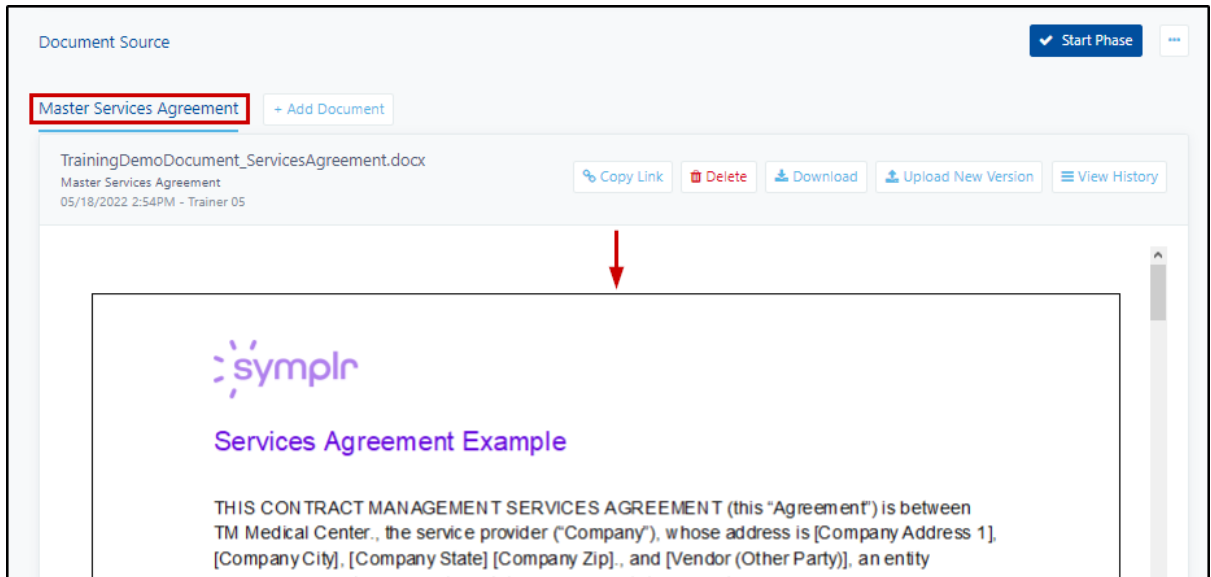 Document Source
Start Phase
Master Services Agreement
+ Add Document
TrainingDemoDocument_ServicesAgreement.docx
Master Services Agreement
05/18/2022 2:54PM - Trainer 05
Copy Link
Delete
Download
Upload New Version
View History
symplr
Services Agreement Example
THIS CONTRACT MANAGEMENT SERVICES AGREEMENT (this “Agreement”) is between
TM Medical Center., the service provider (“Company”), whose address is [Company Address 1],
[Company City], [Company State] [Company Zip]., and [Vendor (Other Party)], an entity